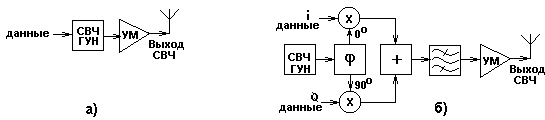 данные
СВЧ
ГУН
УМ
Выход
СВЧ
а)
i
данные
X
0°
СВЧ
ГУН
φ
+
УМ
Выход
СВЧ
90°
Q
данные
X
б)